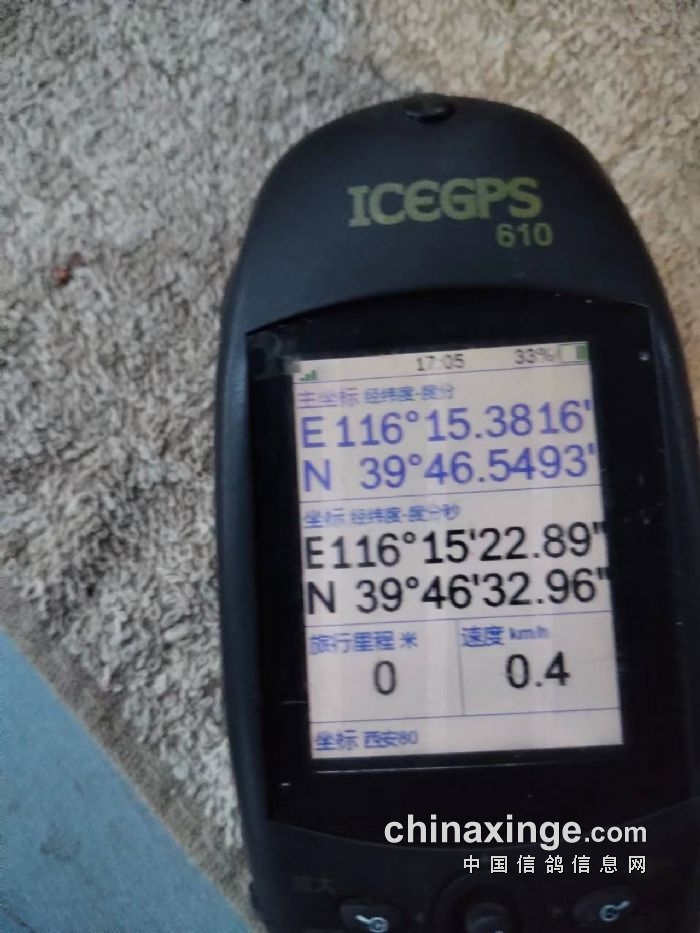 ICEGPS
610
17:05 33%
主坐标 经纬度-度分
E 116°15.3816'
N 39°46.5493'
坐标 经纬度-度分秒
E116°15'22.89"
N 39°46'32.96"
旅行里程 米 速度 km/h
0 0.4
坐标 西安80
chinaxinge.com
中国信鸽信息网